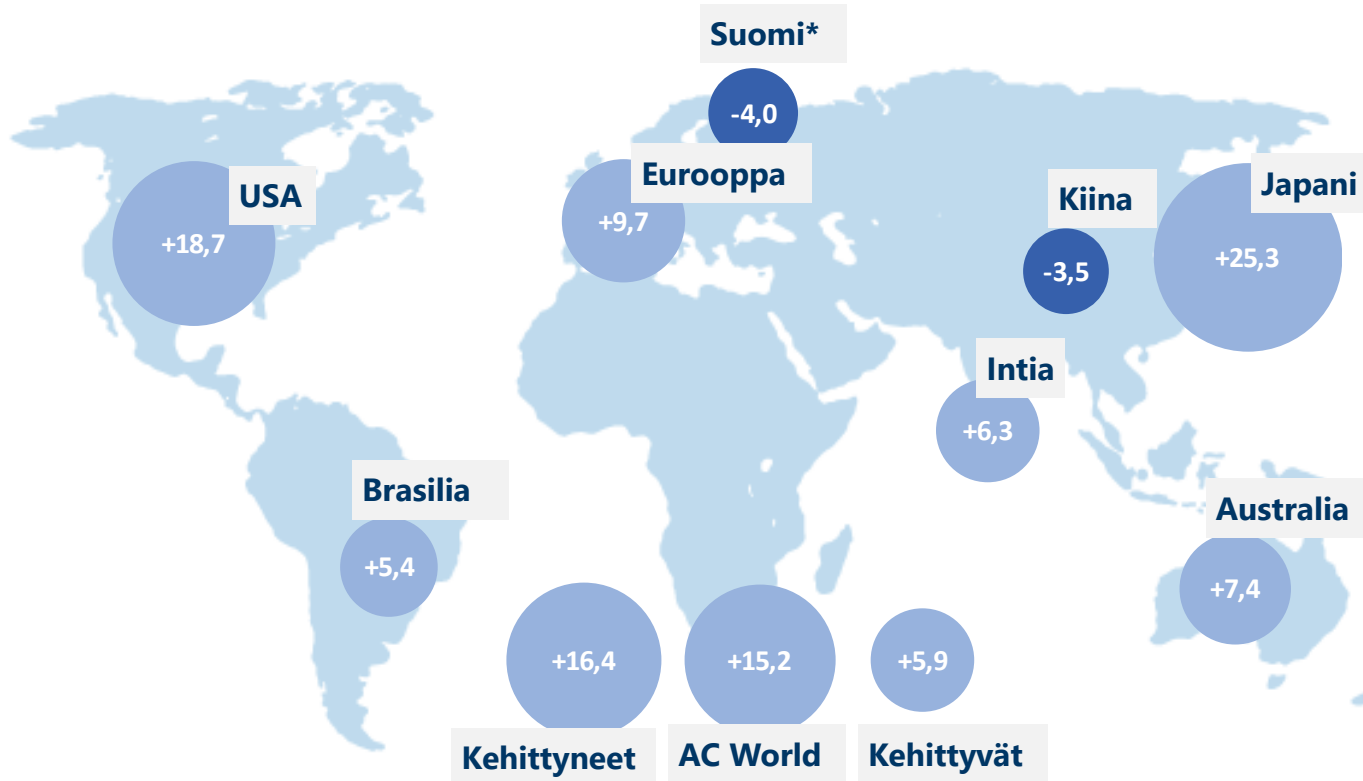 Suomi*
-4,0
USA
+18,7
Eurooppa
+9,7
Kiina
-3,5
Japani
+25,3
Intia
+6,3
Brasilia
+5,4
Australia
+7,4
+16,4
Kehittyneet
+15,2
AC World
+5,9
Kehittyvät